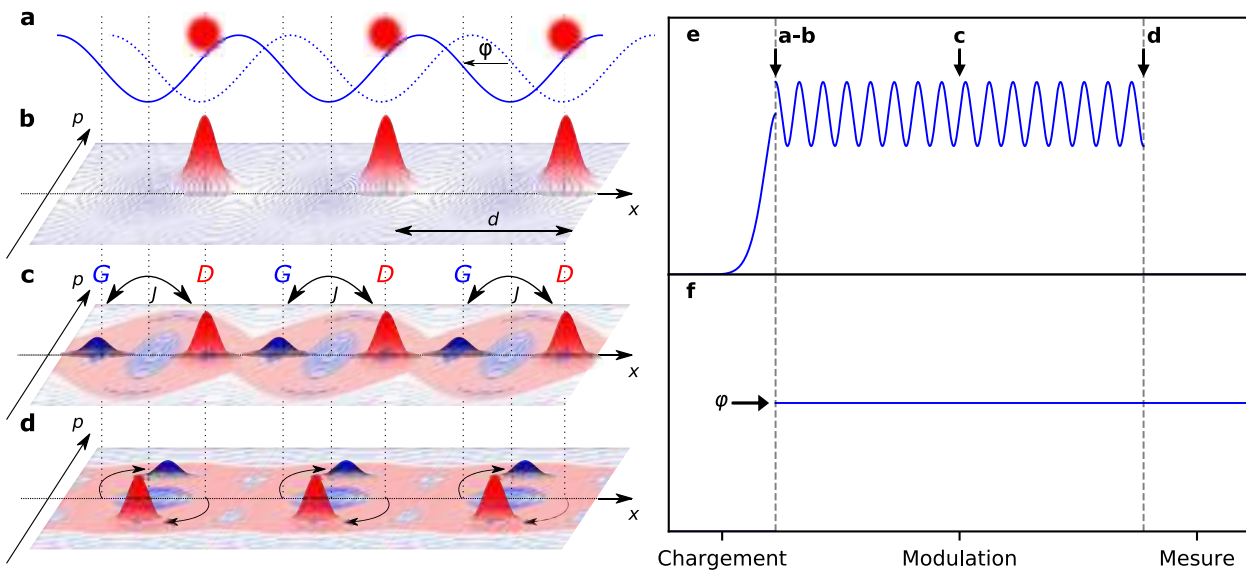 a
φ
b
p
x
d
c
p
G D G D G D
J J J
x
d
p
x
e
a–b
c
d
f
φ
Chargement Modulation Mesure